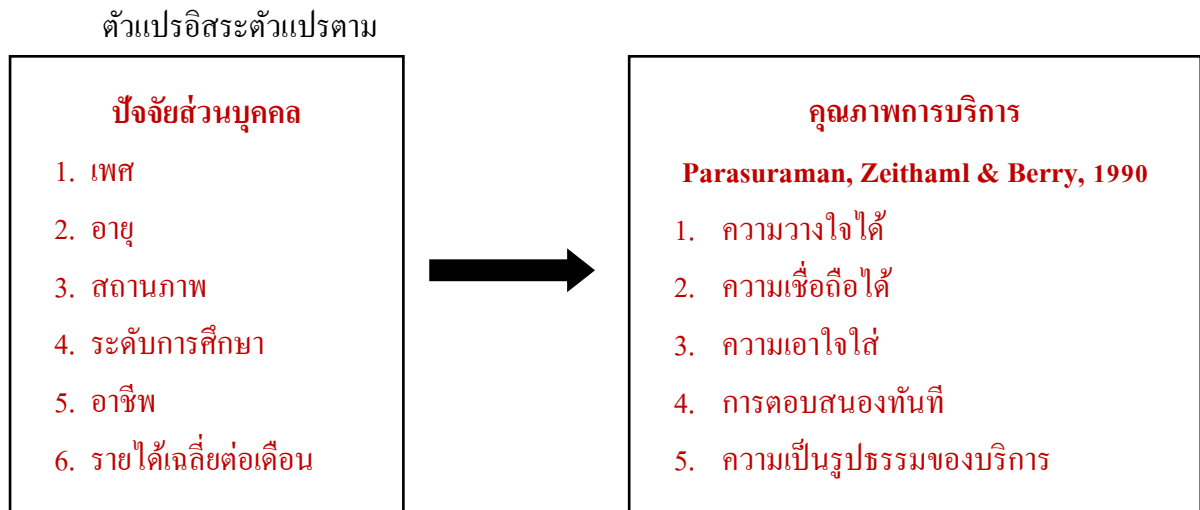 ตัวแปรอิสระตัวแปรตาม
ปัจจัยส่วนบุคคล
1. เพศ
2. อายุ
3. สถานภาพ
4. ระดับการศึกษา
5. อาชีพ
6. รายได้เฉลี่ยต่อเดือน
คุณภาพการบริการ
Parasuraman, Zeithaml & Berry, 1990
1. ความวางใจได้
2. ความเชื่อถือได้
3. ความเอาใจใส่
4. การตอบสนองทันที
5. ความเป็นรูปธรรมของบริการ